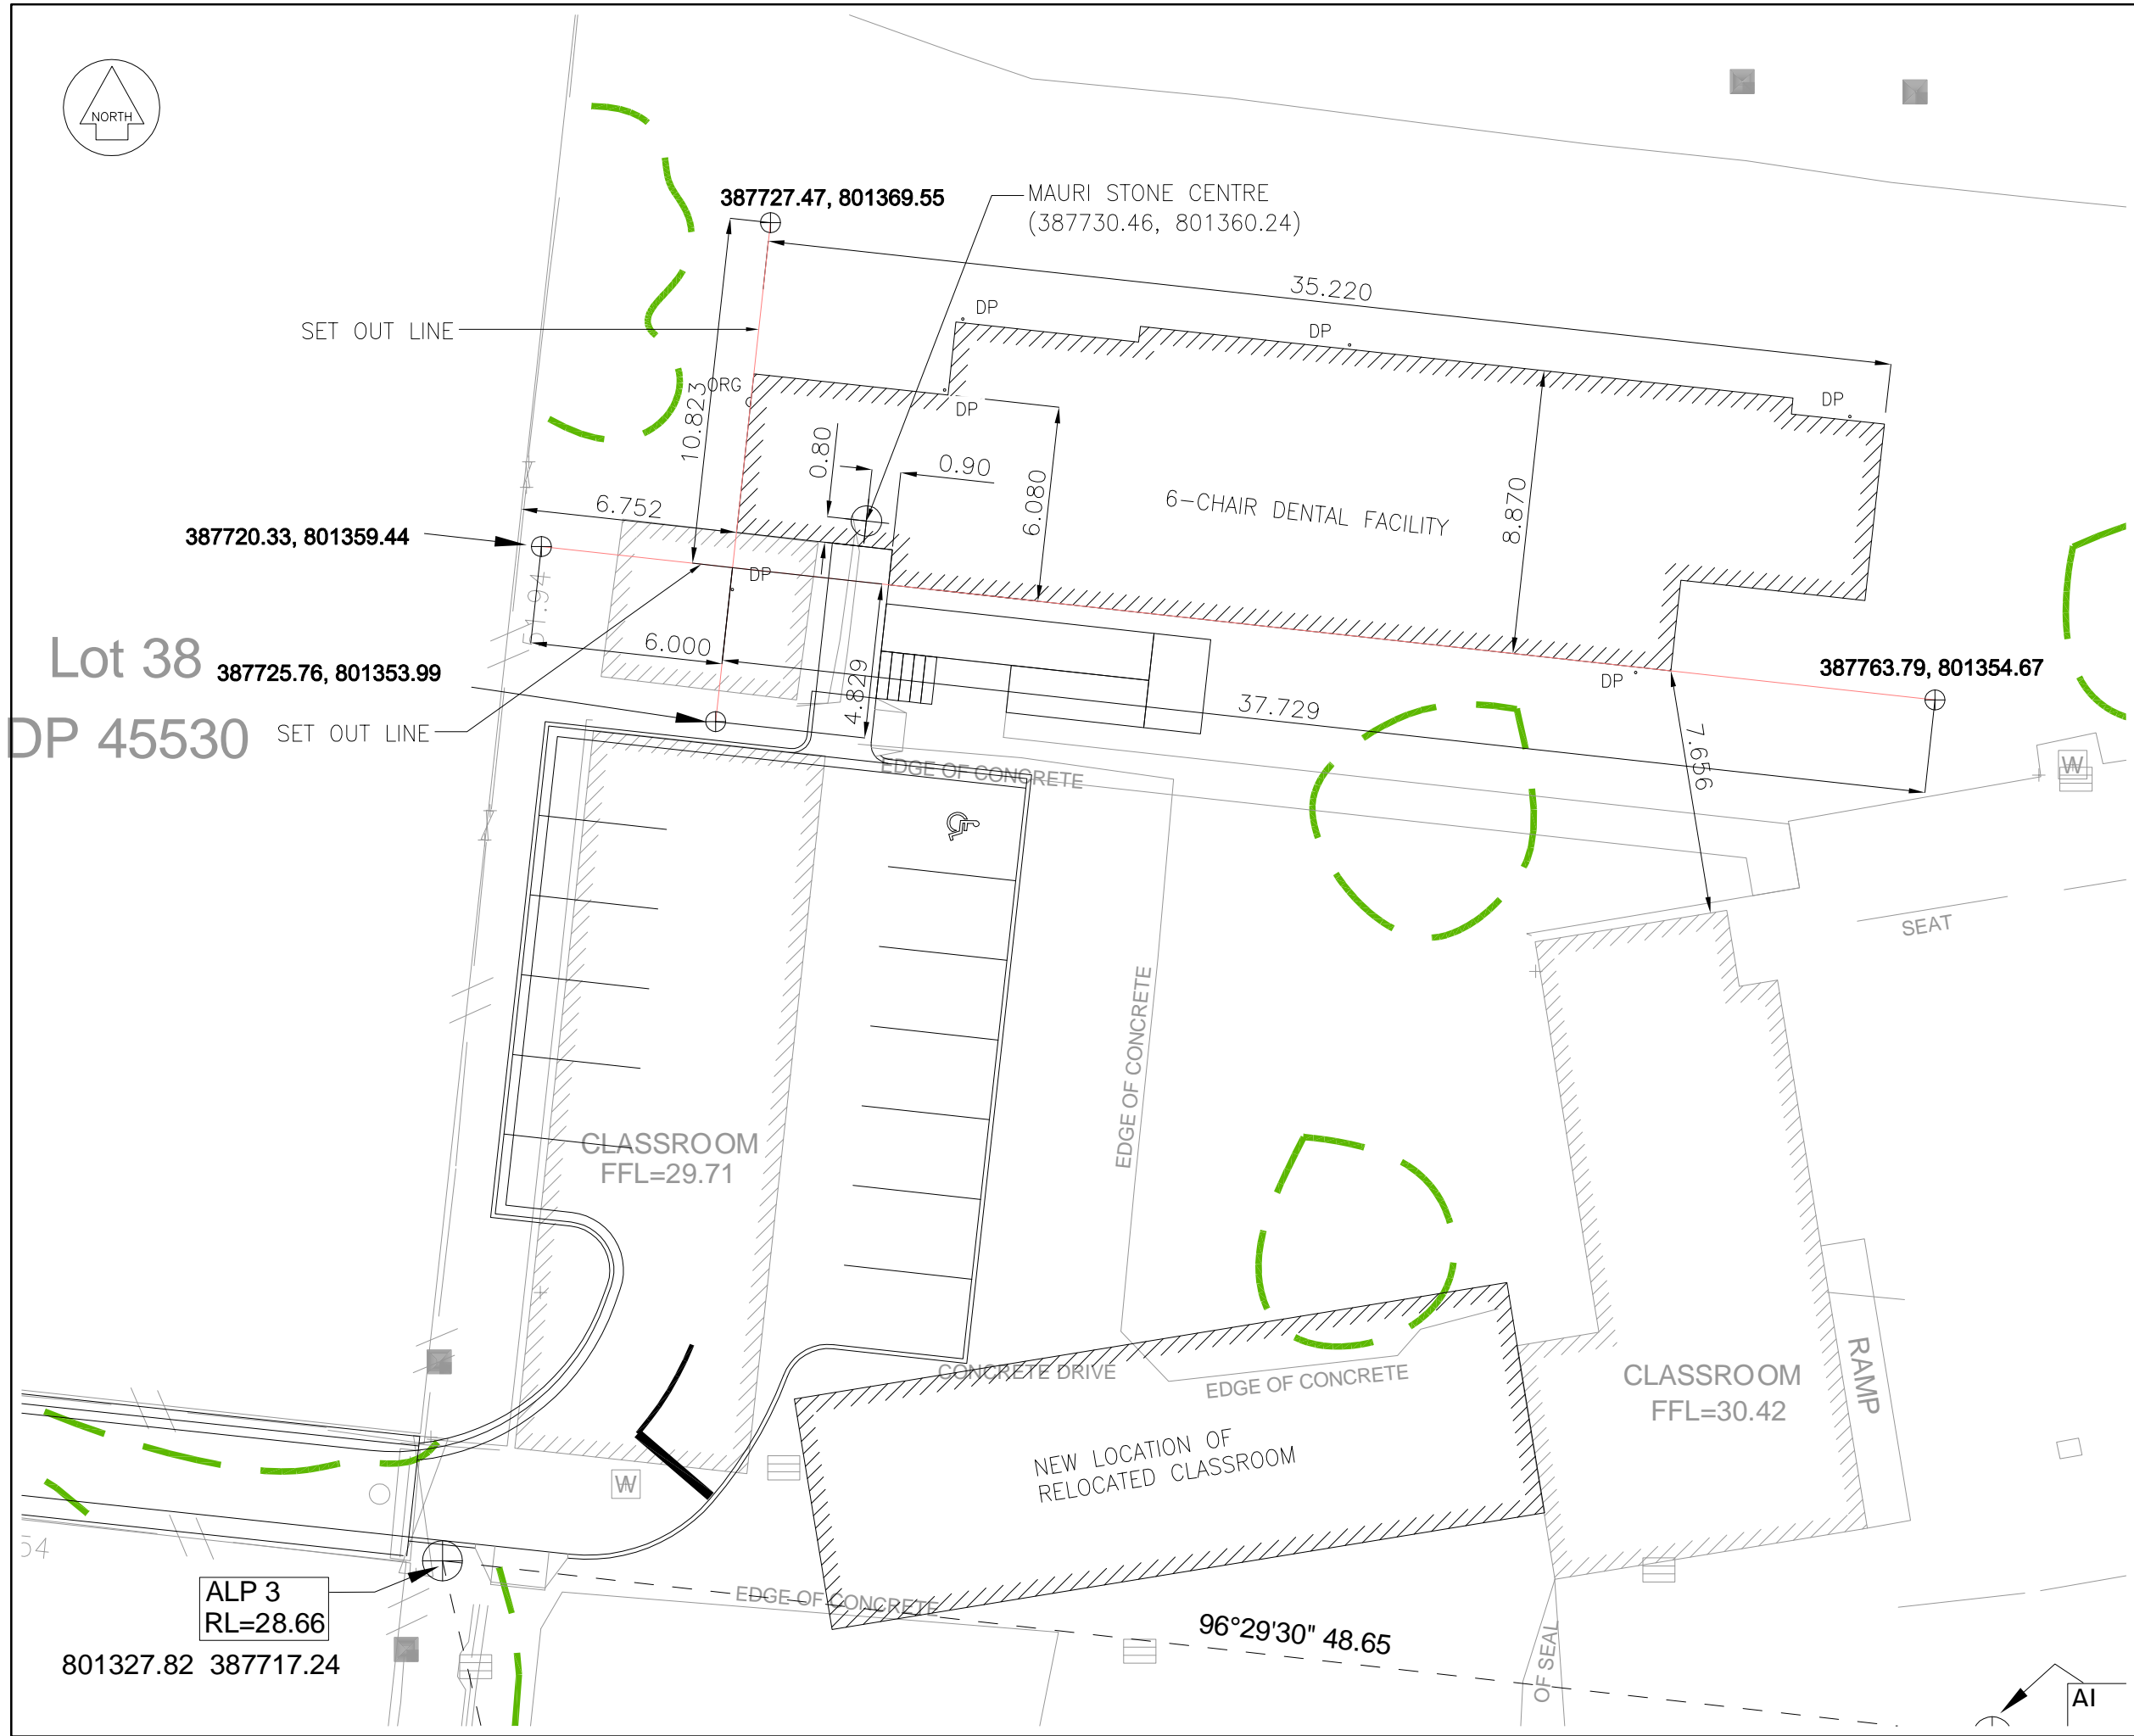 NORTH
387727.47, 801369.55
MAURI STONE CENTRE
(387730.46, 801360.24)
35.220
SET OUT LINE
DP
DP
DP
ORG
10.823
DP
0.80
0.90
6.080
6-CHAIR DENTAL FACILITY
8.870
6.752
387720.33, 801359.44
DP
51.94
6.000
Lot 38
387725.76, 801353.99
4.829
DP
387763.79, 801354.67
37.729
DP 45530
SET OUT LINE
7.656
W
EDGE OF CONCRETE
SEAT
EDGE OF CONCRETE
CLASSROOM
FFL=29.71
RAMP
CONCRETE DRIVE
EDGE OF CONCRETE
CLASSROOM
FFL=30.42
NEW LOCATION OF
RELOCATED CLASSROOM
W
54
ALP 3
RL=28.66
EDGE OF CONCRETE
96°29'30" 48.65
OF SEAL
801327.82 387717.24
AI